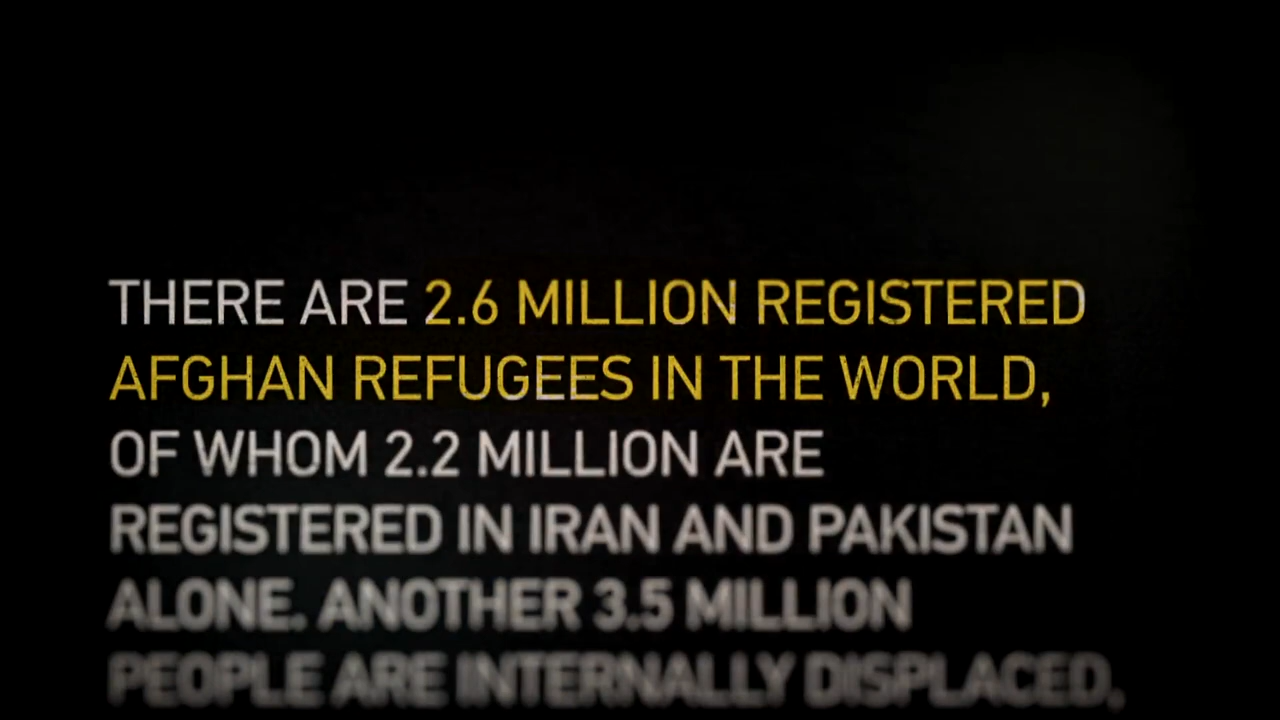 THERE ARE 2.6 MILLION REGISTERED
AFGHAN REFUGEES IN THE WORLD,
OF WHOM 2.2 MILLION ARE
REGISTERED IN IRAN AND PAKISTAN
ALONE. ANOTHER 3.5 MILLION
PEOPLE ARE INTERNALLY DISPLACED,